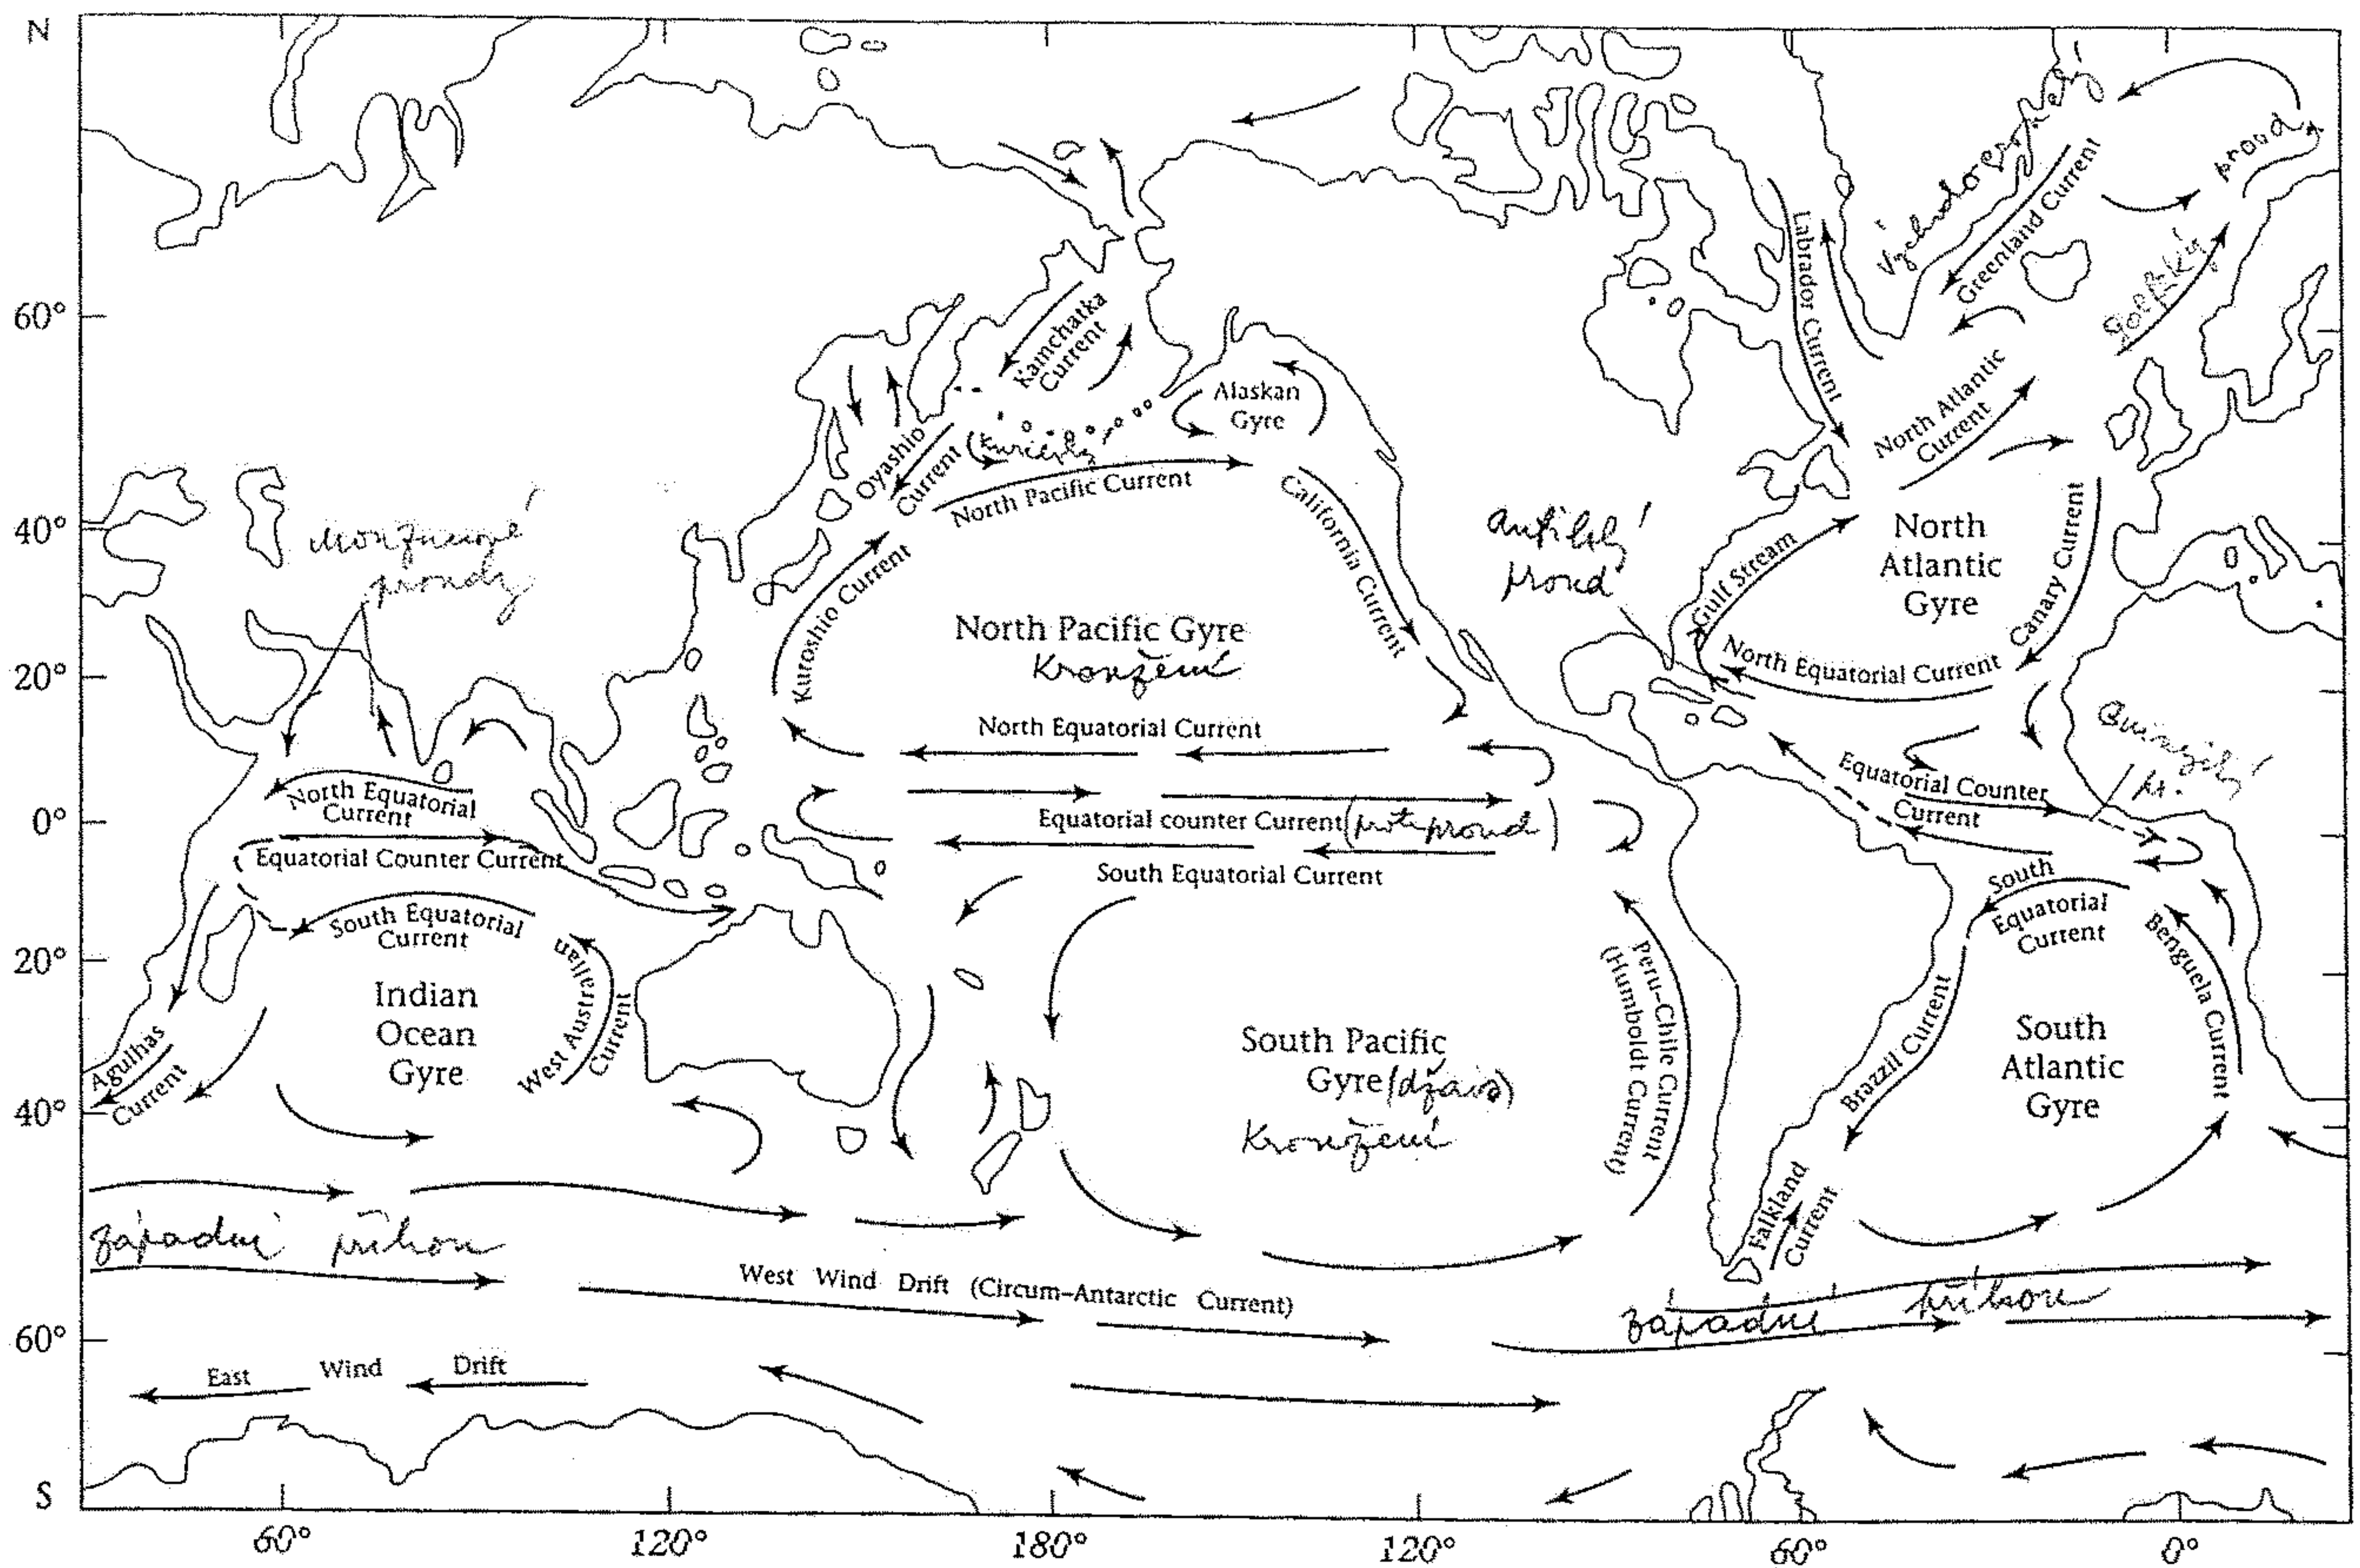 N
60°
40°
20°
0°
20°
40°
60°
S
60°
120°
180°
120°
60°
0°
monzunové
proudy
North Equatorial
Current
Equatorial Counter Current
South Equatorial
Current
Indian
Ocean
Gyre
West Australian
Current
Agulhas
Current
západní příhon
East Wind Drift
West Wind Drift (Circum-Antarctic Current)
Kamchatka
Current
Oyashio
Current
Alaskan
Gyre
North Pacific Current
Kuroshio Current
California Current
North Pacific Gyre
Kroužení
North Equatorial Current
Equatorial counter Current (protiproud)
South Equatorial Current
South Pacific
Gyre
Kroužení
Peru-Chile Current
(Humboldt Current)
Labrador Current
Greenland Current
Golfský
proud
North Atlantic
Current
antilský
proud
Gulf Stream
North
Atlantic
Gyre
Canary Current
North Equatorial Current
Equatorial Counter
Current
South
Equatorial
Current
Brazzil Current
Benguela Current
South
Atlantic
Gyre
Falkland
Current
západní příhon